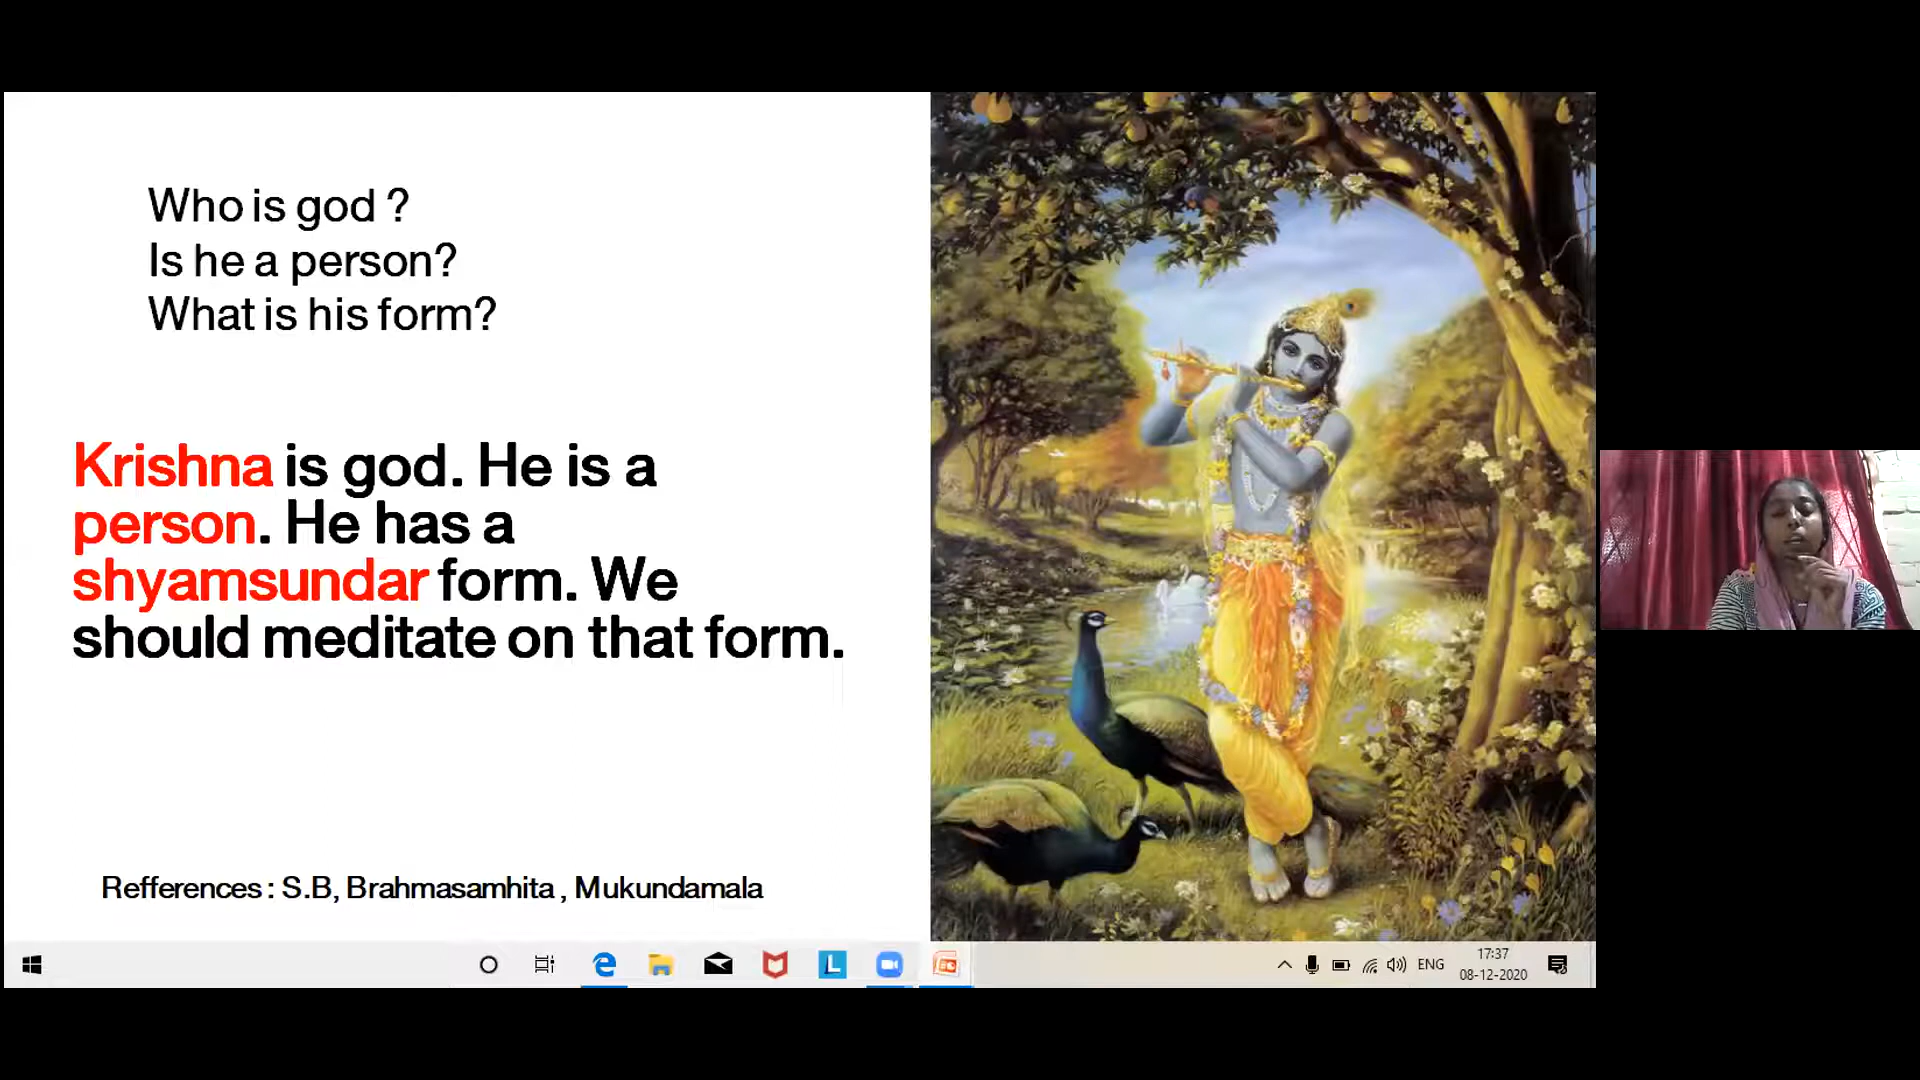 Who is god ?
Is he a person?
What is his form?
Krishna is god. He is a
person. He has a
shyamsundar form. We
should meditate on that form.
Refferences : S.B, Brahmasamhita , Mukundamala
L
ENG
17:37
08-12-2020